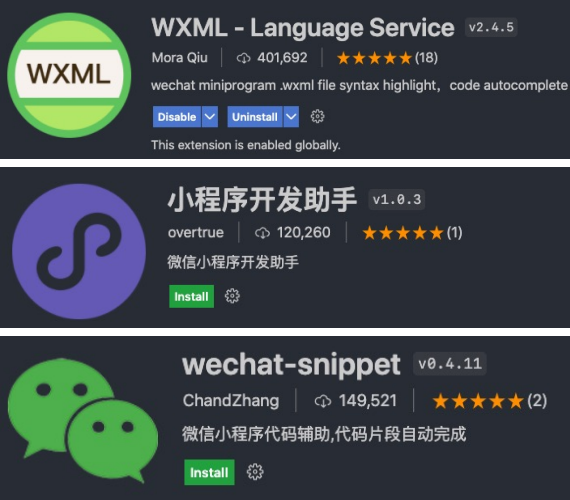 WXML
WXML - Language Service v2.4.5
Mora Qiu 401,692 ★★★★★(18)
wechat miniprogram .wxml file syntax highlight，code autocomplete
Disable Uninstall
This extension is enabled globally.
小程序开发助手 v1.0.3
overtrue 120,260 ★★★★★(1)
微信小程序开发助手
Install
wechat-snippet v0.4.11
ChandZhang 149,521 ★★★★★(2)
微信小程序代码辅助,代码片段自动完成
Install